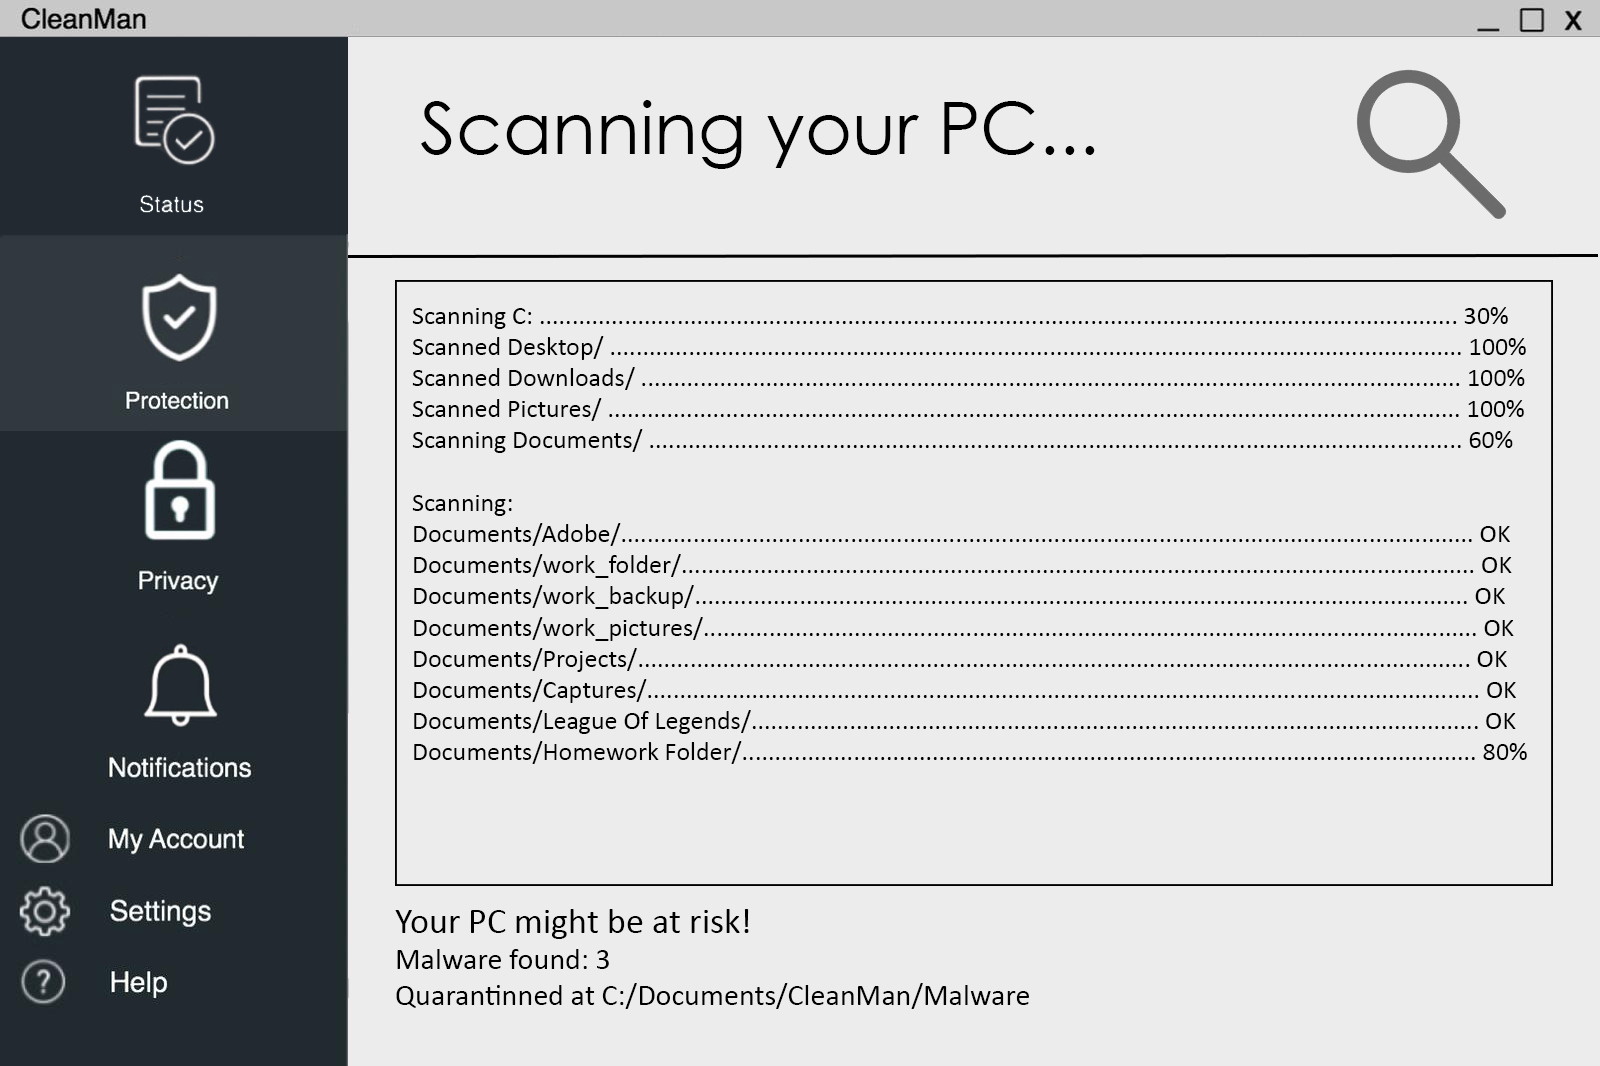 CleanMan
X
Status
Protection
Privacy
Notifications
My Account
Settings
? Help
Scanning your PC...
Scanning C: ........................................................................................................................................ 30%
Scanned Desktop/ ................................................................................................................................ 100%
Scanned Downloads/ ........................................................................................................................... 100%
Scanned Pictures/ ................................................................................................................................ 100%
Scanning Documents/ .......................................................................................................................... 60%
Scanning:
Documents/Adobe/................................................................................................................................ OK
Documents/work_folder/....................................................................................................................... OK
Documents/work_backup/..................................................................................................................... OK
Documents/work_pictures/.................................................................................................................... OK
Documents/Projects/............................................................................................................................. OK
Documents/Captures/............................................................................................................................ OK
Documents/League Of Legends/............................................................................................................. OK
Documents/Homework Folder/............................................................................................................... 80%
Your PC might be at risk!
Malware found: 3
Quarantinned at C:/Documents/CleanMan/Malware